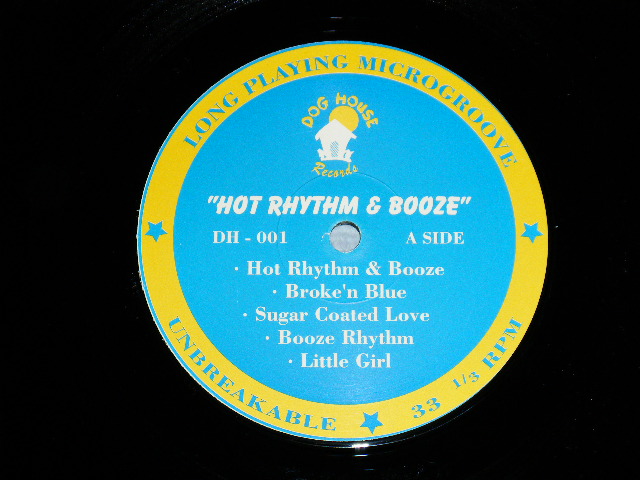 LONG PLAYING MICROGROOVE
DOG HOUSE
Records
"HOT RHYTHM & BOOZE"
DH - 001
A SIDE
· Hot Rhythm & Booze
· Broke'n Blue
· Sugar Coated Love
· Booze Rhythm
· Little Girl
UNBREAKABLE
33 1/3 RPM